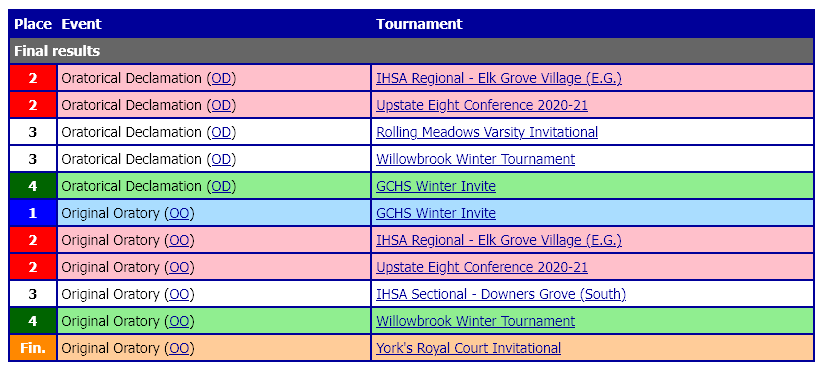 Place Event Tournament
Final results
2 Oratorical Declamation (OD) IHSA Regional - Elk Grove Village (E.G.)
2 Oratorical Declamation (OD) Upstate Eight Conference 2020-21
3 Oratorical Declamation (OD) Rolling Meadows Varsity Invitational
3 Oratorical Declamation (OD) Willowbrook Winter Tournament
4 Oratorical Declamation (OD) GCHS Winter Invite
1 Original Oratory (OO) GCHS Winter Invite
2 Original Oratory (OO) IHSA Regional - Elk Grove Village (E.G.)
2 Original Oratory (OO) Upstate Eight Conference 2020-21
3 Original Oratory (OO) IHSA Sectional - Downers Grove (South)
4 Original Oratory (OO) Willowbrook Winter Tournament
Fin. Original Oratory (OO) York's Royal Court Invitational